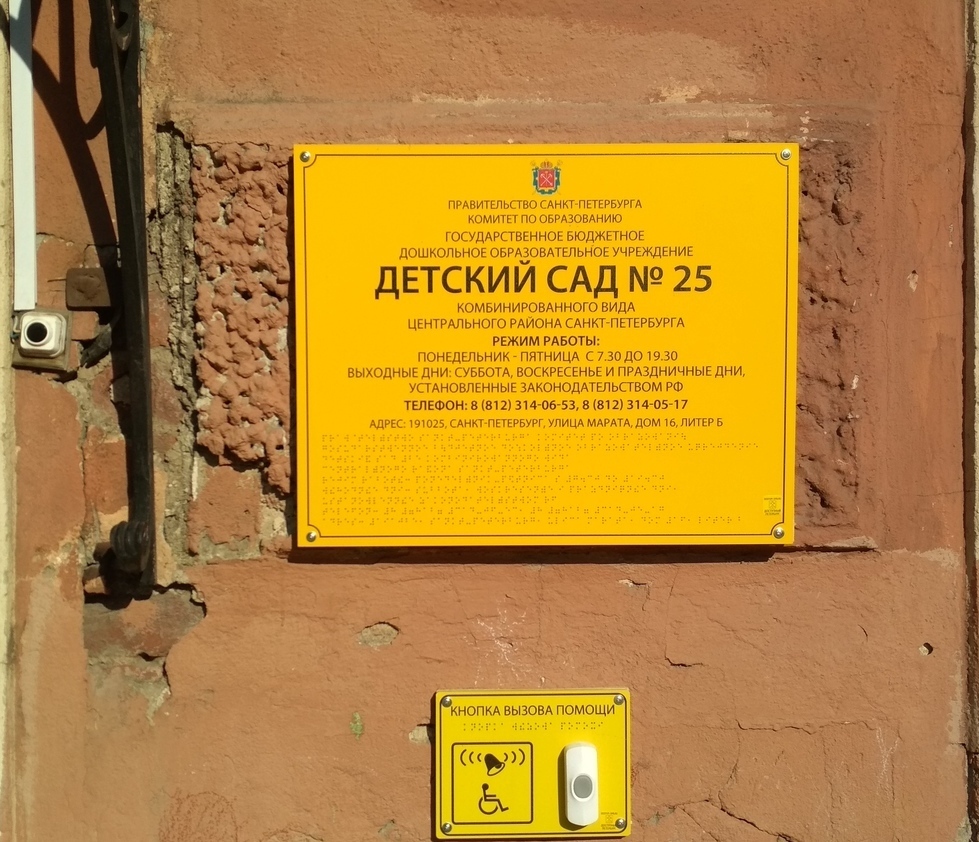 ПРАВИТЕЛЬСТВО САНКТ-ПЕТЕРБУРГА
КОМИТЕТ ПО ОБРАЗОВАНИЮ
ГОСУДАРСТВЕННОЕ БЮДЖЕТНОЕ
ДОШКОЛЬНОЕ ОБРАЗОВАТЕЛЬНОЕ УЧРЕЖДЕНИЕ
ДЕТСКИЙ САД № 25
КОМБИНИРОВАННОГО ВИДА
ЦЕНТРАЛЬНОГО РАЙОНА САНКТ-ПЕТЕРБУРГА
РЕЖИМ РАБОТЫ:
ПОНЕДЕЛЬНИК - ПЯТНИЦА С 7.30 ДО 19.30
ВЫХОДНЫЕ ДНИ: СУББОТА, ВОСКРЕСЕНЬЕ И ПРАЗДНИЧНЫЕ ДНИ,
УСТАНОВЛЕННЫЕ ЗАКОНОДАТЕЛЬСТВОМ РФ
ТЕЛЕФОН: 8 (812) 314-06-53, 8 (812) 314-05-17
АДРЕС: 191025, САНКТ-ПЕТЕРБУРГ, УЛИЦА МАРАТА, ДОМ 16, ЛИТЕР Б
КНОПКА ВЫЗОВА ПОМОЩИ